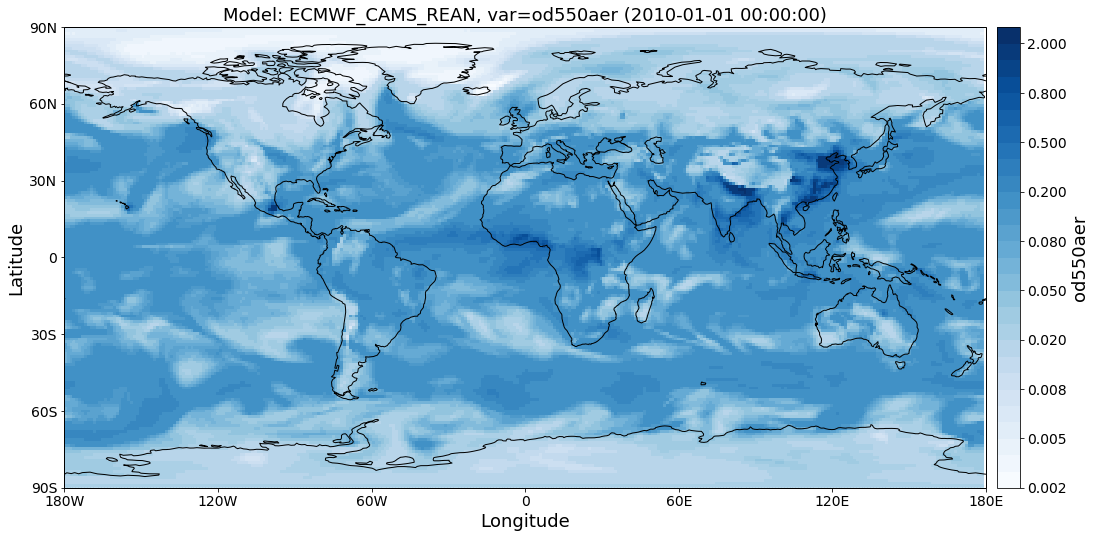 Model: ECMWF_CAMS_REAN, var=od550aer (2010-01-01 00:00:00)
90N
60N
30N
0
30S
60S
90S
Latitude
180W
120W
60W
0
60E
120E
180E
Longitude
2.000
0.800
0.500
0.200
0.080
0.050
0.020
0.008
0.005
0.002
od550aer